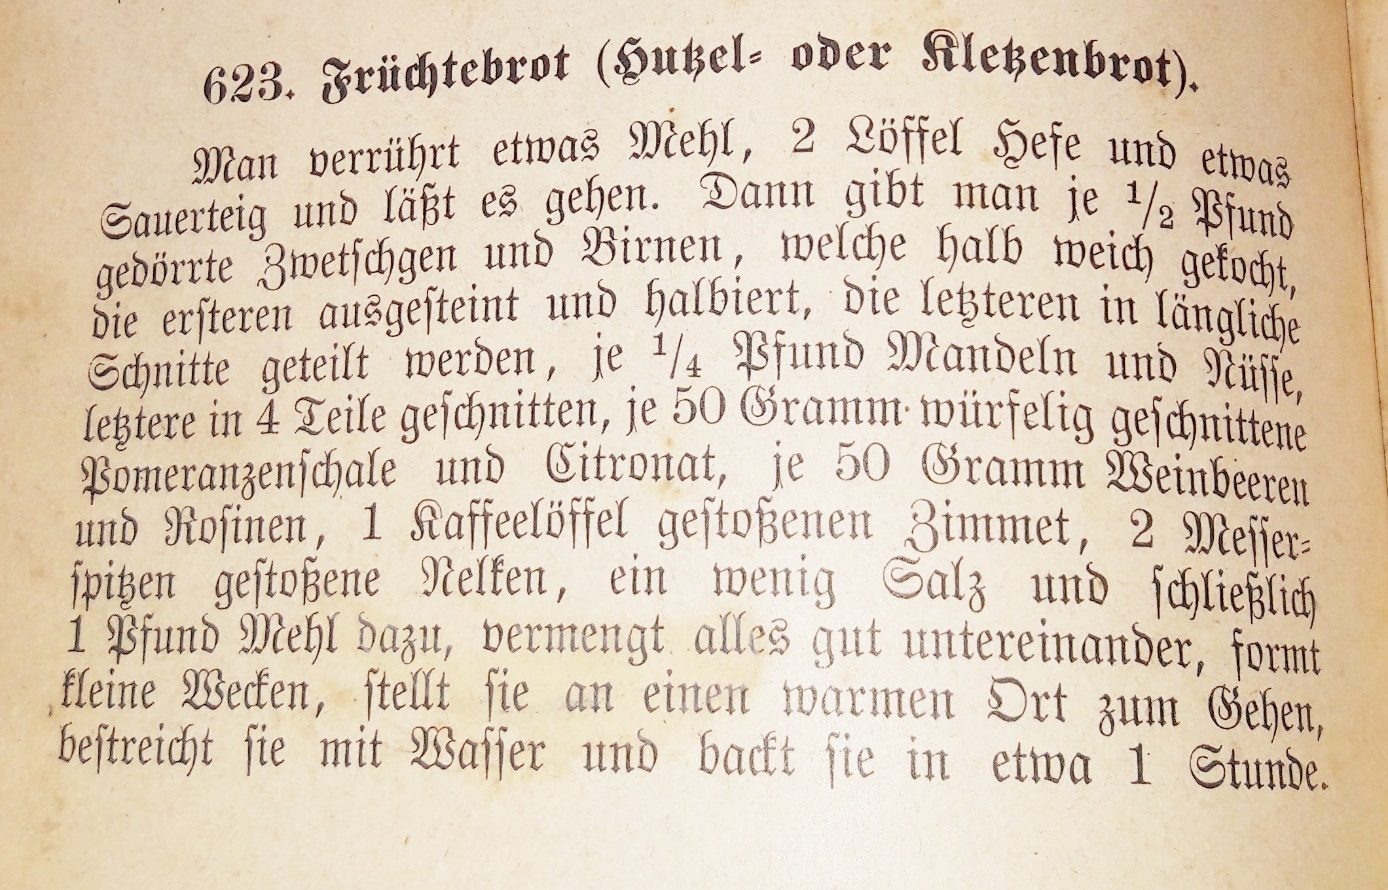 623. Früchtebrot (Hutzel- oder Kletzenbrot).
Man verrührt etwas Mehl, 2 Löffel Hefe und etwas
Sauerteig und läßt es gehen. Dann gibt man je 1/2 Pfund
gedörrte Zwetschgen und Birnen, welche halb weich gekocht,
die ersteren ausgesteint und halbiert, die letzteren in längliche
Schnitte geteilt werden, je 1/4 Pfund Mandeln und Nüsse,
letztere in 4 Teile geschnitten, je 50 Gramm würfelig geschnittene
Pomeranzenschale und Citronat, je 50 Gramm Weinbeeren
und Rosinen, 1 Kaffeelöffel gestoßenen Zimmet, 2 Messer-
spitzen gestoßene Nelken, ein wenig Salz und schließlich
1 Pfund Mehl dazu, vermengt alles gut untereinander, formt
kleine Wecken, stellt sie an einen warmen Ort zum Gehen,
bestreicht sie mit Wasser und backt sie in etwa 1 Stunde.